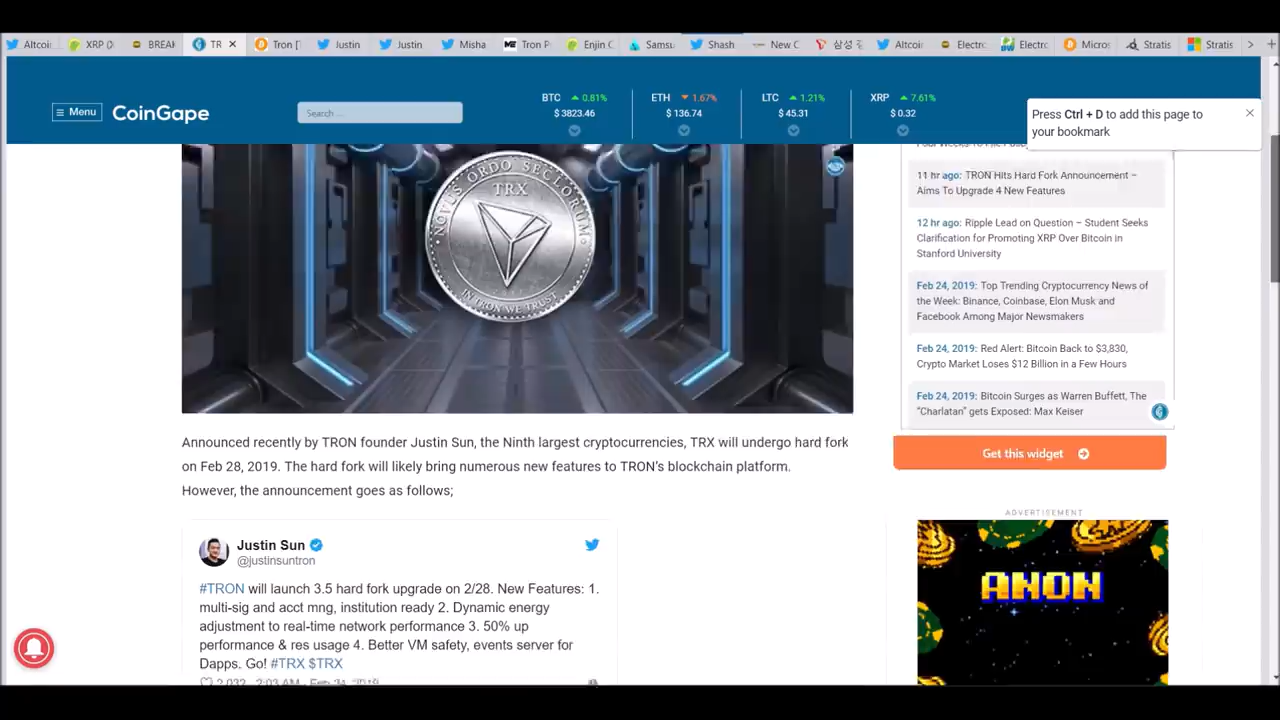 Altcoi
XRP (X
BREAK
TR
Tron [
Justin
Justin
Misha
Tron P
Enjin C
Samsu
Shash
New C
삼성 갤
Altcoi
Electro
Electro
Micros
Stratis
Stratis
Menu
CoinGape
Search ...
BTC 0.61%
$ 3823.46
ETH 1.67%
$ 136.74
LTC 1.21%
$ 45.31
XRP 7.61%
$ 0.32
Press Ctrl + D to add this page to
your bookmark
NOVUS ORDO SECLORUM
TRX
IN TRON WE TRUST
11 hr ago: TRON Hits Hard Fork Announcement –
Aims To Upgrade 4 New Features
12 hr ago: Ripple Lead on Question – Student Seeks
Clarification for Promoting XRP Over Bitcoin in
Stanford University
Feb 24, 2019: Top Trending Cryptocurrency News of
the Week: Binance, Coinbase, Elon Musk and
Facebook Among Major Newsmakers
Feb 24, 2019: Red Alert: Bitcoin Back to $3,830,
Crypto Market Loses $12 Billion in a Few Hours
Feb 24, 2019: Bitcoin Surges as Warren Buffett, The
“Charlatan” gets Exposed: Max Keiser
Get this widget
Announced recently by TRON founder Justin Sun, the Ninth largest cryptocurrencies, TRX will undergo hard fork
on Feb 28, 2019. The hard fork will likely bring numerous new features to TRON’s blockchain platform.
However, the announcement goes as follows;
Justin Sun
@justinsuntron
#TRON will launch 3.5 hard fork upgrade on 2/28. New Features: 1.
multi-sig and acct mng, institution ready 2. Dynamic energy
adjustment to real-time network performance 3. 50% up
performance & res usage 4. Better VM safety, events server for
Dapps. Go! #TRX $TRX
2,032 2:03 AM - Feb 24, 2019
ADVERTISEMENT
ANON